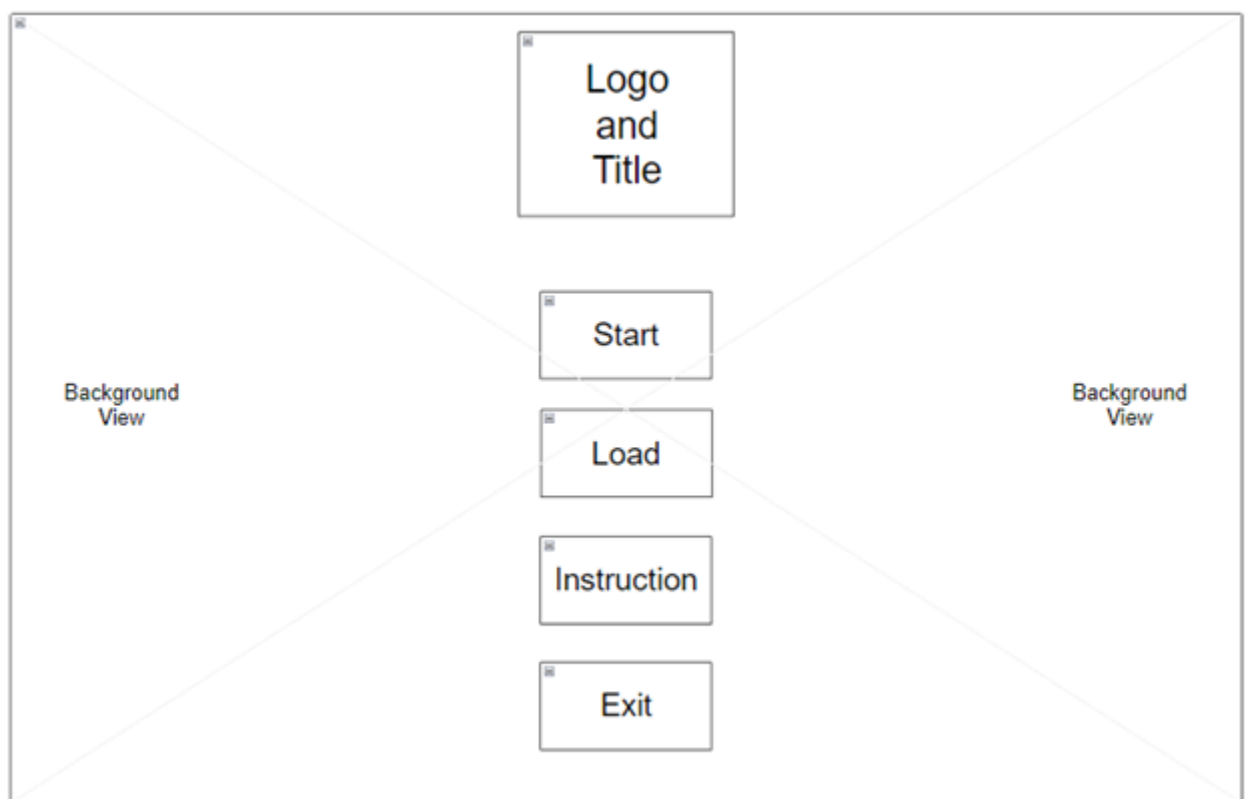 Logo
and
Title
Start
Background
View
Background
View
Load
Instruction
Exit